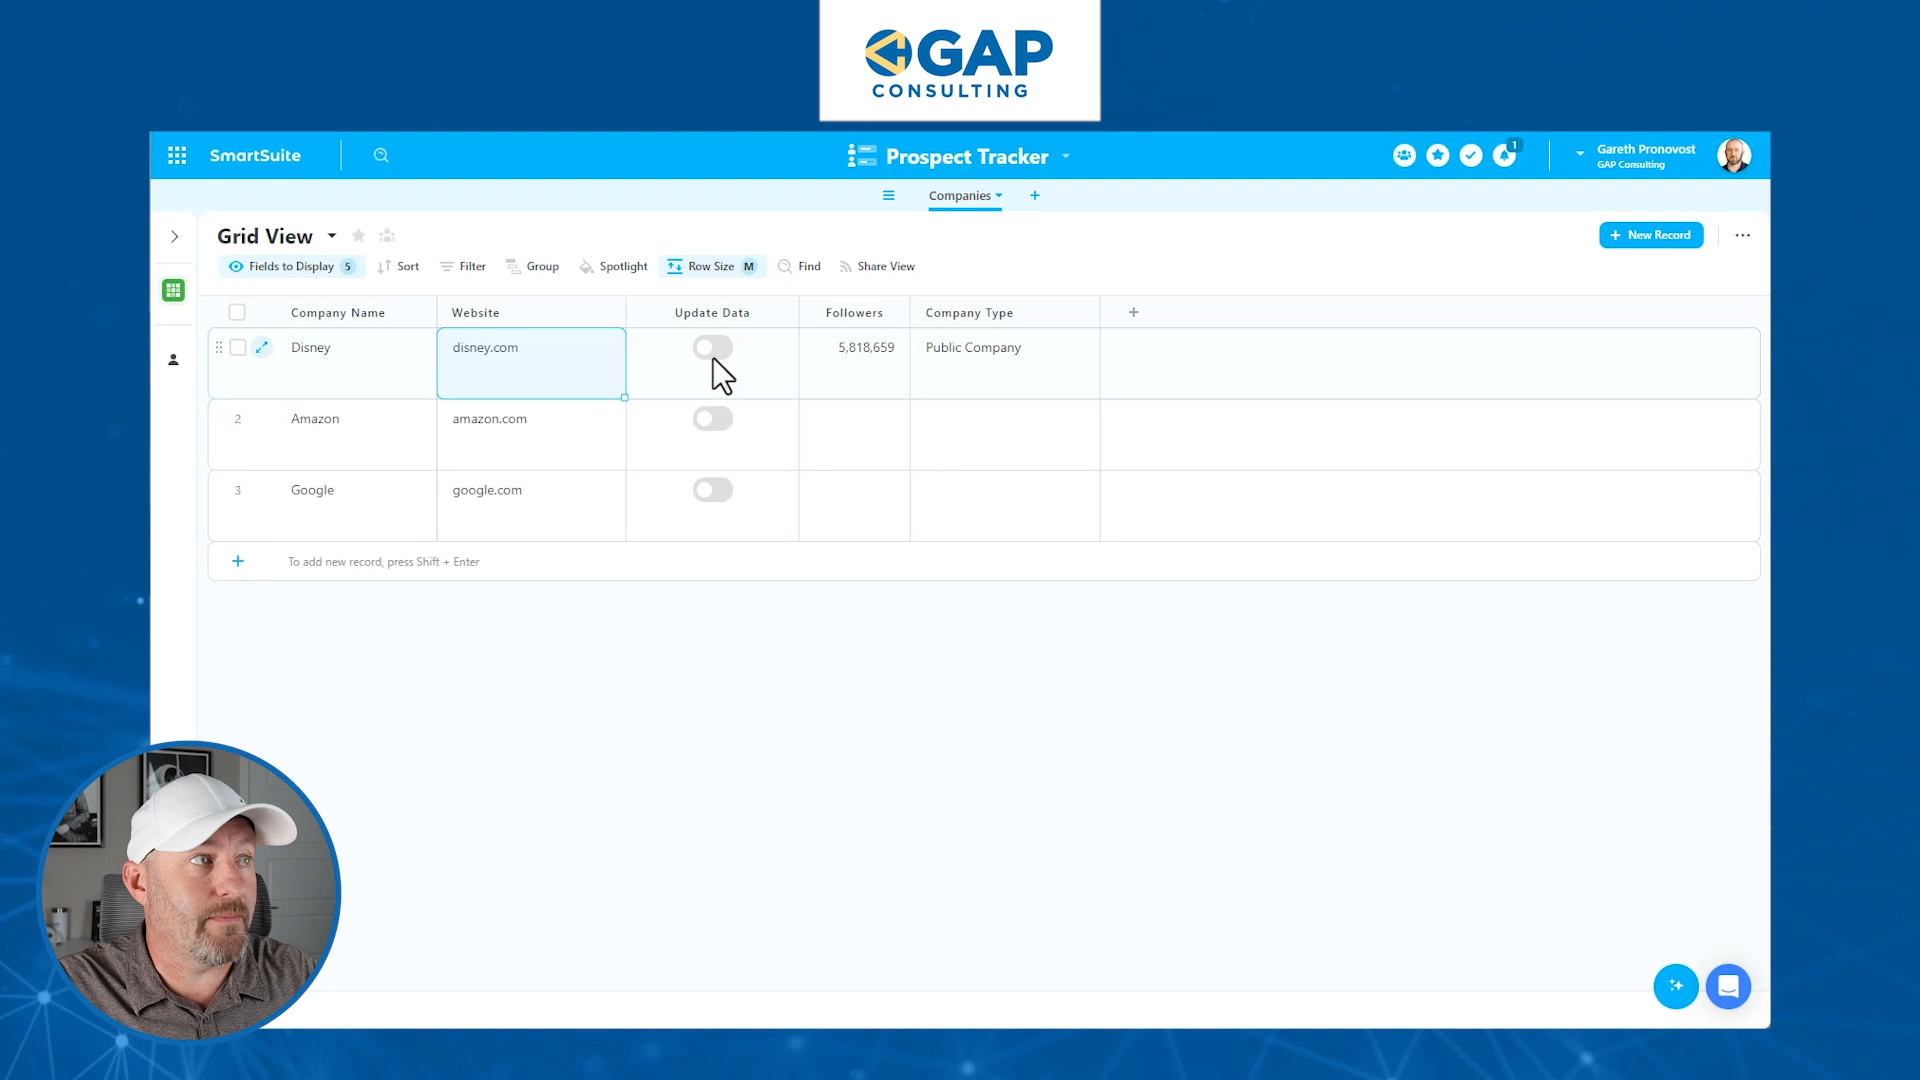 GAP
CONSULTING
SmartSuite
Prospect Tracker
1
Gareth Pronovost
GAP Consulting
Companies
Grid View
New Record
Fields to Display 5
Sort
Filter
Group
Spotlight
Row Size M
Find
Share View
Company Name
Website
Update Data
Followers
Company Type
Disney
disney.com
5,818,659
Public Company
2
Amazon
amazon.com
3
Google
google.com
To add new record, press Shift + Enter